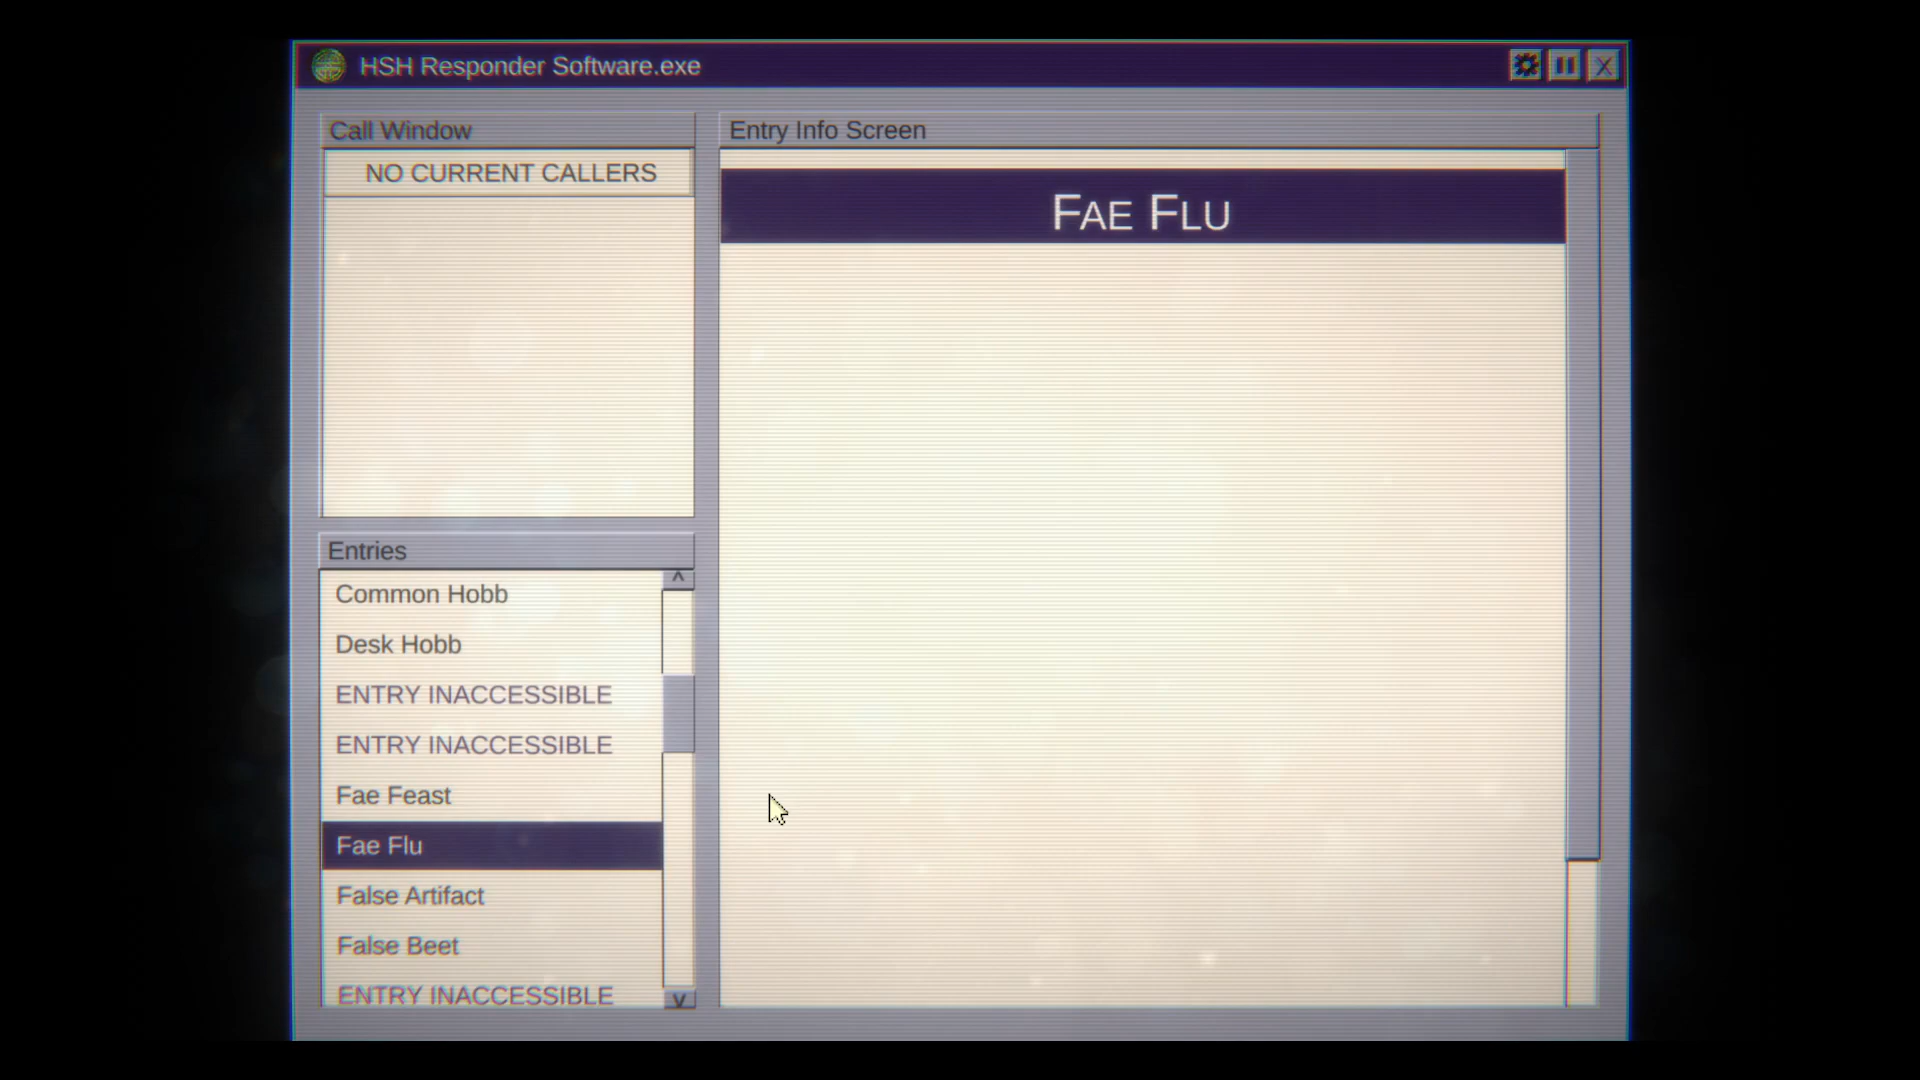 HSH Responder Software.exe
Call Window
NO CURRENT CALLERS
Entries
Common Hobb
Desk Hobb
ENTRY INACCESSIBLE
ENTRY INACCESSIBLE
Fae Feast
Fae Flu
False Artifact
False Beet
ENTRY INACCESSIBLE
Entry Info Screen
Fae Flu